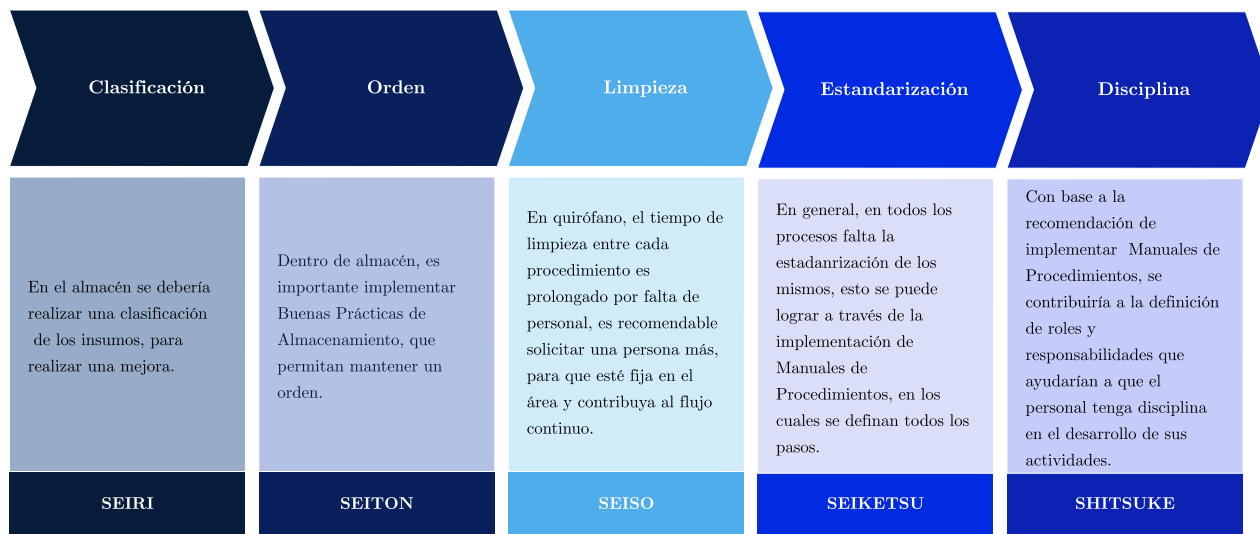 Clasificación
Orden
Limpieza
Estandarización
Disciplina
En el almacén se debería
realizar una clasificación
de los insumos, para
realizar una mejora.
Dentro de almacén, es
importante implementar
Buenas Prácticas de
Almacenamiento, que
permitan mantener un
orden.
En quirófano, el tiempo de
limpieza entre cada
procedimiento es
prolongado por falta de
personal, es recomendable
solicitar una persona más,
para que esté fija en el
área y contribuya al flujo
continuo.
En general, en todos los
procesos falta la
estadanrización de los
mismos, esto se puede
lograr a través de la
implementación de
Manuales de
Procedimientos, en los
cuales se definan todos los
pasos.
Con base a la
recomendación de
implementar  Manuales de
Procedimientos, se
contribuiría a la definición
de roles y
responsabilidades que
ayudarían a que el
personal tenga disciplina
en el desarrollo de sus
actividades.
SEIRI
SEITON
SEISO
SEIKETSU
SHITSUKE